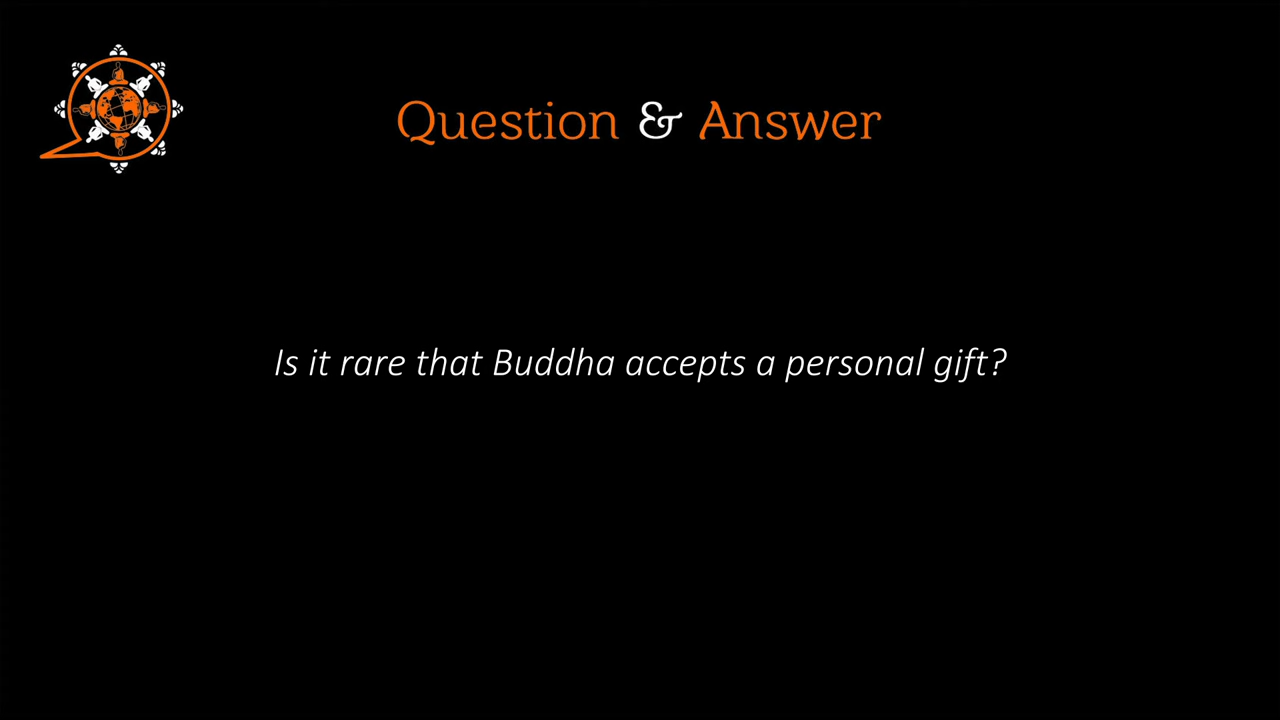 Question & Answer
Is it rare that Buddha accepts a personal gift?